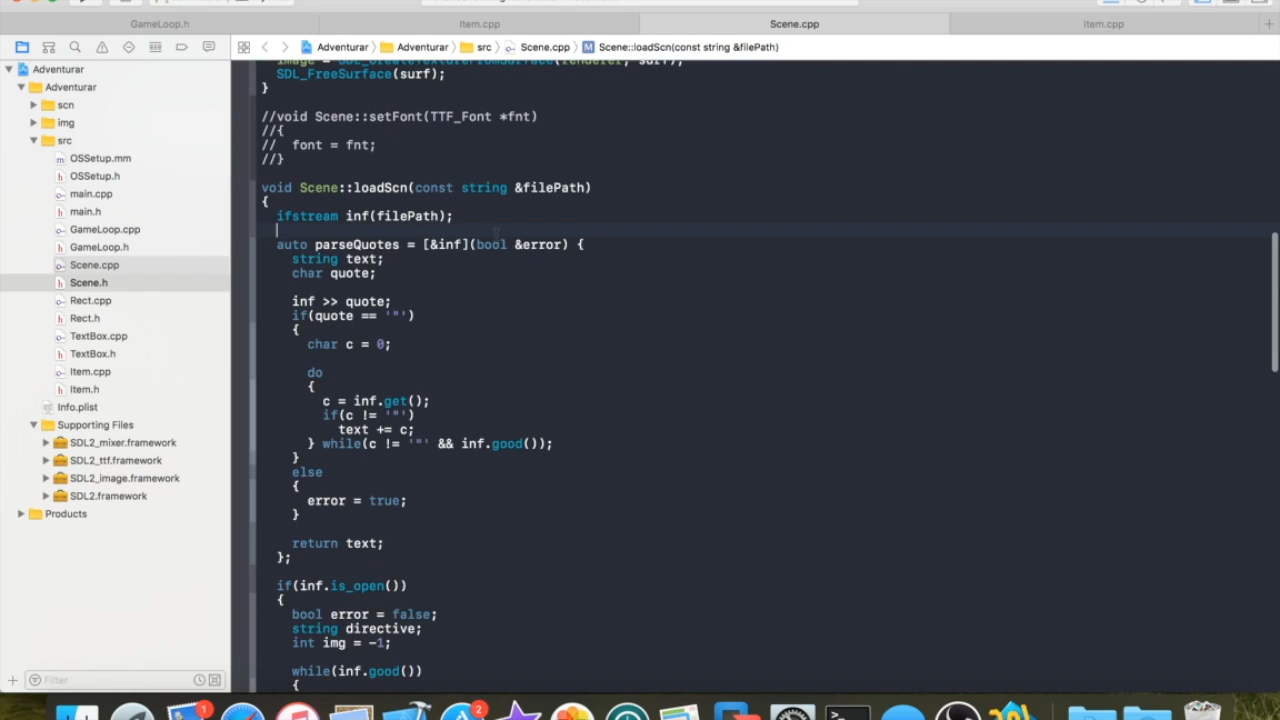 GameLoop.h
Item.cpp
Scene.cpp
Item.cpp
Adventurar
Adventurar
src
Scene.cpp
M
Scene::loadScn(const string &filePath)
Adventurar
Adventurar
scn
img
src
OSSetup.mm
OSSetup.h
main.cpp
main.h
GameLoop.cpp
GameLoop.h
Scene.cpp
Scene.h
Rect.cpp
Rect.h
TextBox.cpp
TextBox.h
Item.cpp
Item.h
Info.plist
Supporting Files
SDL2_mixer.framework
SDL2_ttf.framework
SDL2_image.framework
SDL2.framework
Products
Filter
image = SDL_CreateTextureFromSurface(renderer, surf);
SDL_FreeSurface(surf);
}
//void Scene::setFont(TTF_Font *fnt)
//{
//  font = fnt;
//}
void Scene::loadScn(const string &filePath)
{
ifstream inf(filePath);
auto parseQuotes = [&inf](bool &error) {
string text;
char quote;
inf >> quote;
if(quote == '"')
{
char c = 0;
do
{
c = inf.get();
if(c != '"')
text += c;
} while(c != '"' && inf.good());
}
else
{
error = true;
}
return text;
};
if(inf.is_open())
{
bool error = false;
string directive;
int img = -1;
while(inf.good())
{
1
2